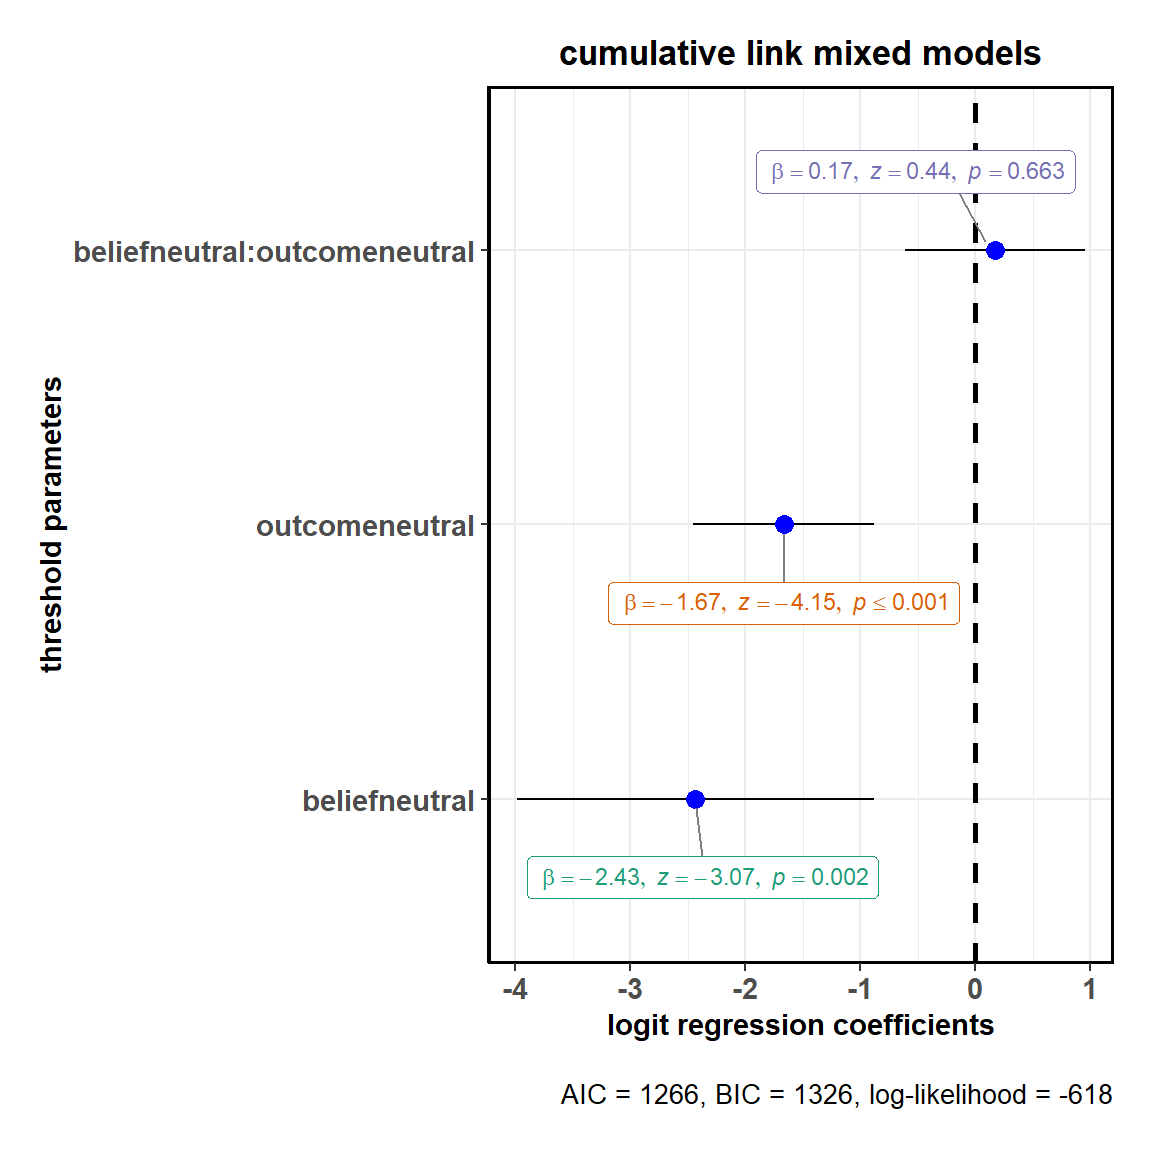 cumulative link mixed models
β = 0.17, z = 0.44, p = 0.663
beliefneutral:outcomeneutral
outcomeneutral
β = −1.67, z = −4.15, p ≤ 0.001
threshold parameters
beliefneutral
β = −2.43, z = −3.07, p = 0.002
-4 -3 -2 -1 0 1
logit regression coefficients
AIC = 1266, BIC = 1326, log-likelihood = -618